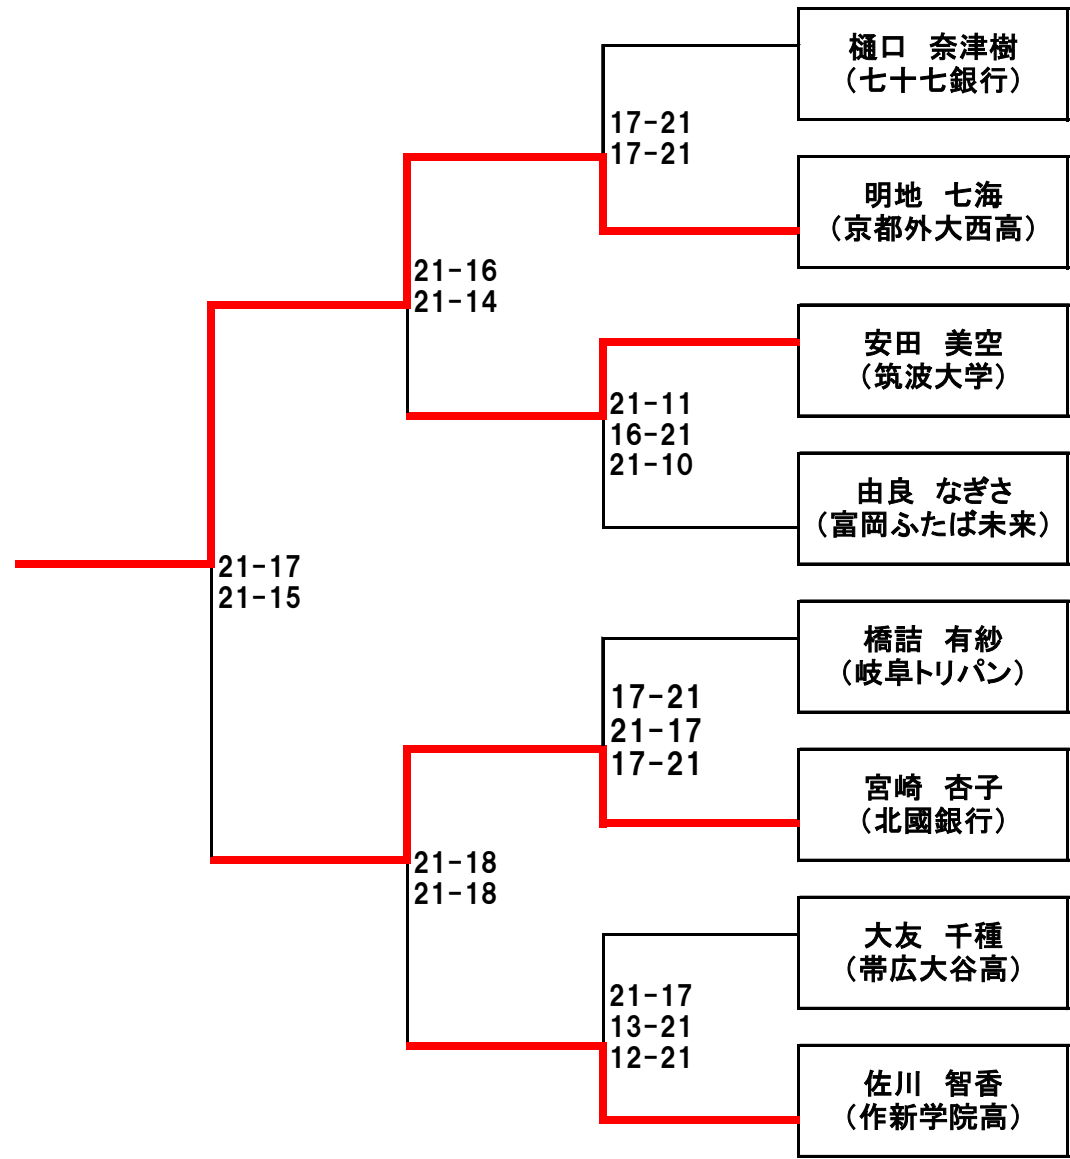 樋口　奈津樹
（七十七銀行）
17-21
17-21
明地　七海
（京都外大西高）
21-16
21-14
安田　美空
（筑波大学）
21-11
16-21
21-10
由良　なぎさ
（富岡ふたば未来）
21-17
21-15
橋詰　有紗
（岐阜トリパン）
17-21
21-17
17-21
宮崎　杏子
（北國銀行）
21-18
21-18
大友　千種
（帯広大谷高）
21-17
13-21
12-21
佐川　智香
（作新学院高）